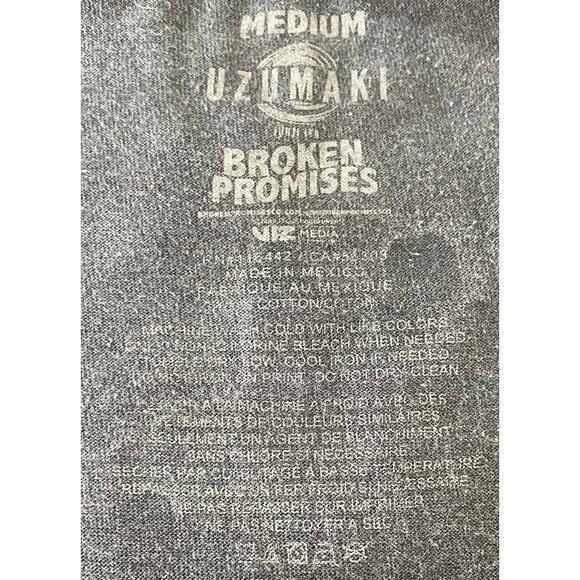 MEDIUM
UZUMAKI
JUNJI ITO
BROKEN
PROMISES
VIZ MEDIA
MADE IN MEXICO
FABRIQUE AU MEXIQUE
COTTON/COTON
MACHINE WASH COLD WITH LIKE COLORS
BLEACH WHEN NEEDED
TUMBLE DRY LOW. COOL IRON IF NEEDED
DO NOT IRON ON PRINT. DO NOT DRY CLEAN
LAVER A LA MACHINE A FROID AVEC DES
VETEMENTS DE COULEURS SIMILAIRES
SEULEMENT UN AGENT DE BLANCHIMENT
SANS CHLORE SI NECESSAIRE
SECHER PAR CULBUTAGE A BASSE TEMPERATURE
REPASSER AVEC UN FER FROID SI NECESSAIRE
NE PAS REPASSER SUR IMPRIMER
NE PAS NETTOYER A SEC